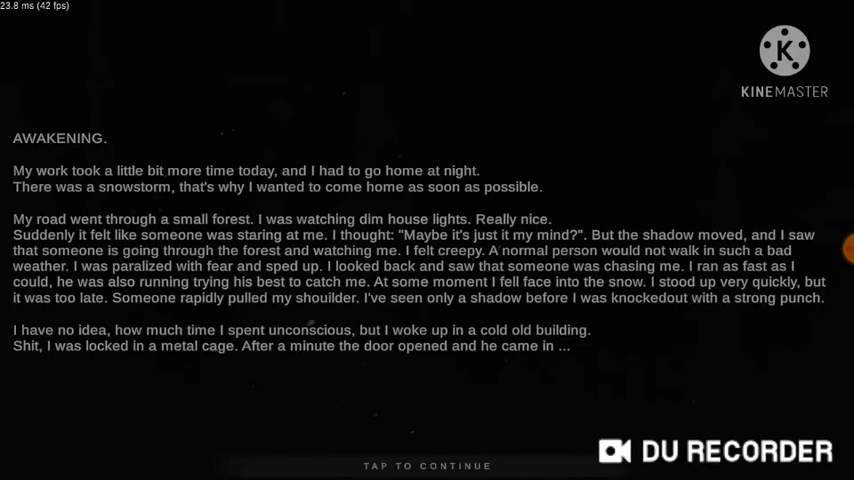 23.8 ms (42 fps)
K
KINEMASTER
AWAKENING.
My work took a little bit more time today, and I had to go home at night.
There was a snowstorm, that's why I wanted to come home as soon as possible.
My road went through a small forest. I was watching dim house lights. Really nice.
Suddenly it felt like someone was staring at me. I thought: "Maybe it's just it my mind?". But the shadow moved, and I saw
that someone is going through the forest and watching me. I felt creepy. A normal person would not walk in such a bad
weather. I was paralized with fear and sped up. I looked back and saw that someone was chasing me. I ran as fast as I
could, he was also running trying his best to catch me. At some moment I fell face into the snow. I stood up very quickly, but
it was too late. Someone rapidly pulled my shouilder. I've seen only a shadow before I was knockedout with a strong punch.
I have no idea, how much time I spent unconscious, but I woke up in a cold old building.
Shit, I was locked in a metal cage. After a minute the door opened and he came in ...
DU RECORDER
TAP TO CONTINUE